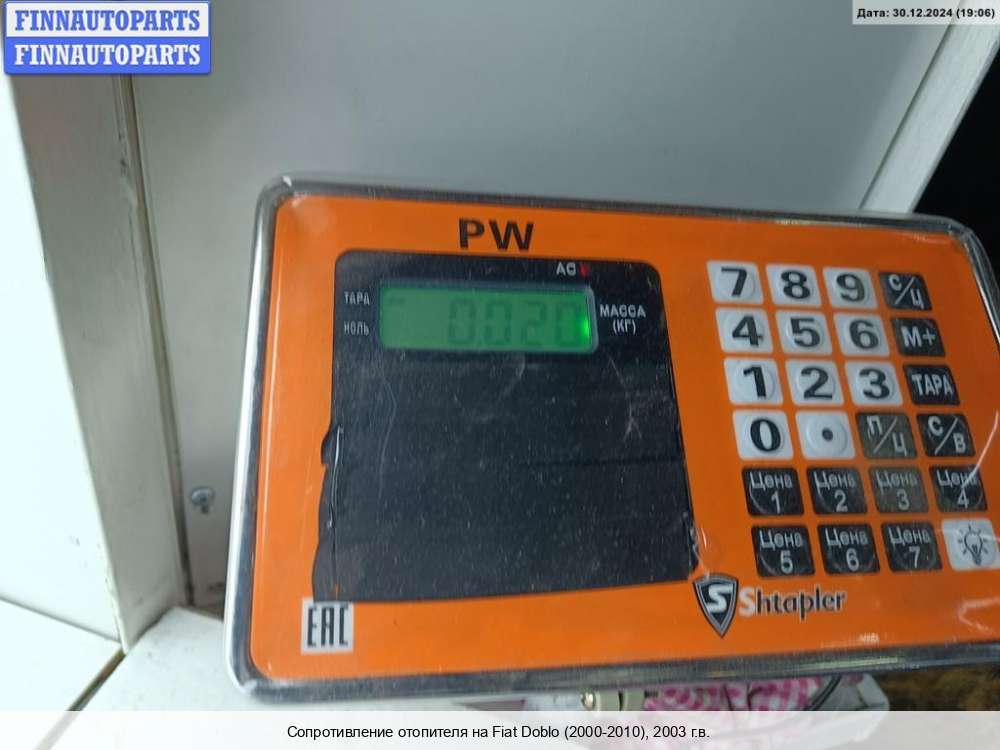 FINNAUTOPARTS
FINNAUTOPARTS
Дата: 30.12.2024 (19:06)
PW
AC
ТАРА
НОЛЬ
0.020
МАССА
(КГ)
7 8 9 С/Ц
4 5 6 М+
1 2 3 ТАРА
0 . П/Ц С/В
Цена 1 Цена 2 Цена 3 Цена 4
Цена 5 Цена 6 Цена 7
S Shtapler
EAC
Сопротивление отопителя на Fiat Doblo (2000-2010), 2003 г.в.